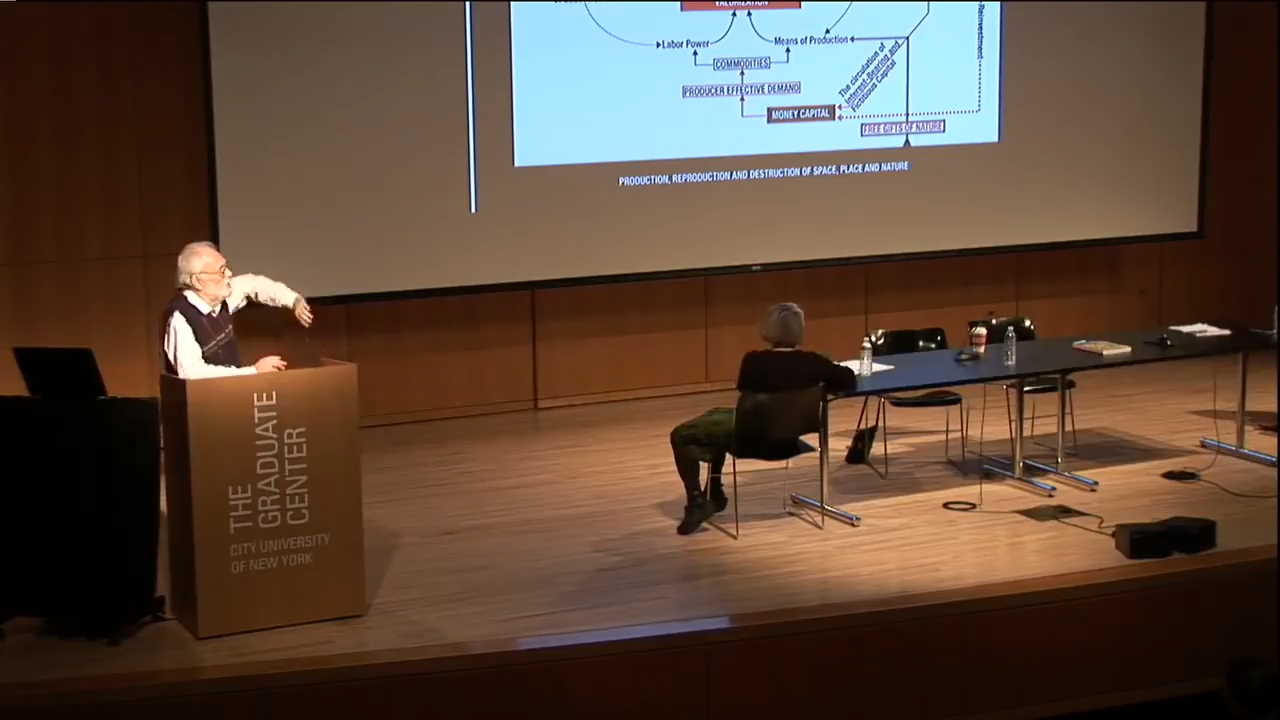 VALORIZATION
Labor Power
Means of Production
Reinvestment
COMMODITIES
The circulation of
Interest-Bearing and
Fictitious Capital
PRODUCER EFFECTIVE DEMAND
MONEY CAPITAL
FREE GIFTS OF NATURE
PRODUCTION, REPRODUCTION AND DESTRUCTION OF SPACE, PLACE AND NATURE
THE
GRADUATE
CENTER
CITY UNIVERSITY
OF NEW YORK